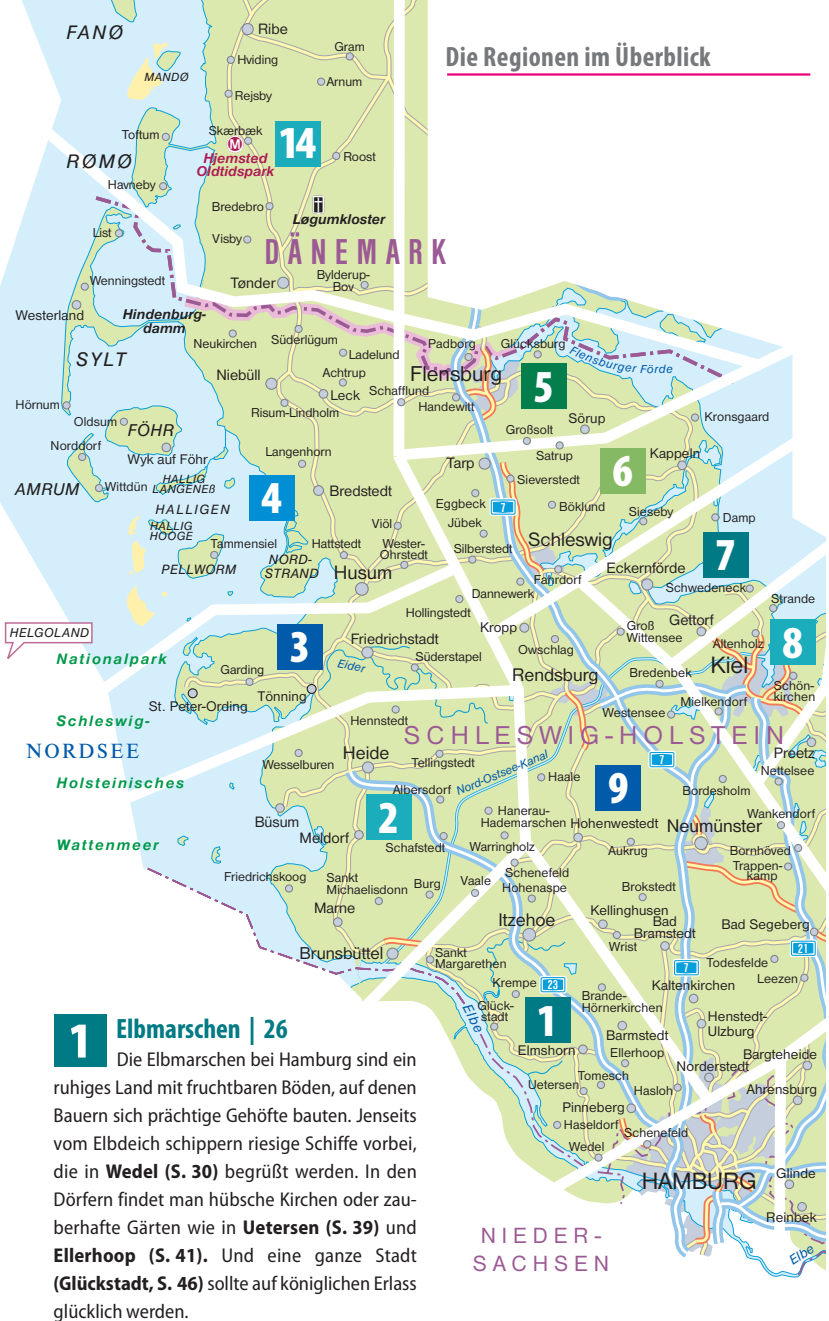 Die Regionen im Überblick
FANØ
Ribe
Gram
Hviding
MANDØ
Arnum
Rejsby
Toftum
Skærbæk
14
M
Hjemsted
Oldtidspark
Roost
RØMØ
Havneby
Bredebro
Løgumkloster
List
Visby
DÄNEMARK
Wenningstedt
Tønder
Bylderup-
Bov
Westerland
Hindenburg-
damm
Neukirchen
Süderlügum
Padborg
Glücksburg
Flensburger Förde
SYLT
Ladelund
Niebüll
Achtrup
Flensburg
5
Leck
Schafflund
Handewitt
Hörnum
Risum-Lindholm
Oldsum
FÖHR
Sörup
Kronsgaard
Großsolt
Norddorf
Wyk auf Föhr
Langenhorn
Satrup
Kappeln
Tarp
6
AMRUM
Wittdün
HALLIG
LANGENEß
4
Bredstedt
Sieverstedt
HALLIGEN
Eggbeck
7
Böklund
Sieseby
HALLIG
HOOGE
Viöl
Jübek
Damp
Tammensiel
Hattstedt
Wester-
Ohrstedt
Silberstedt
Schleswig
7
PELLWORM
NORD-
STRAND
Husum
Fahrdorf
Eckernförde
Schwedeneck
Dannewerk
Strande
Hollingstedt
HELGOLAND
3
Friedrichstadt
Kropp
Groß
Wittensee
Gettorf
Altenholz
8
Nationalpark
Garding
Eider
Süderstapel
Owschlag
Kiel
Tönning
Rendsburg
Bredenbek
Schön-
kirchen
St. Peter-Ording
Mielkendorf
Schleswig-
Hennstedt
Westensee
NORDSEE
SCHLESWIG-HOLSTEIN
Heide
Preetz
Wesselburen
Tellingstedt
7
Nettelsee
Holsteinisches
Nord-Ostsee-Kanal
Haale
9
Albersdorf
Bordesholm
Büsum
2
Hanerau-
Hademarschen
Hohenwestedt
Neumünster
Wankendorf
Meldorf
Wattenmeer
Schafstedt
Warringholz
Aukrug
Bornhöved
Trappen-
kamp
Friedrichskoog
Sankt
Michaelisdonn
Burg
Vaale
Schenefeld
Hohenaspe
Brokstedt
Marne
Itzehoe
Kellinghusen
Bad
Bramstedt
Bad Segeberg
Brunsbüttel
Sankt
Margarethen
Wrist
21
7
Todesfelde
Krempe
23
Kaltenkirchen
Leezen
Glück-
stadt
1
Brande-
Hörnerkirchen
Henstedt-
Ulzburg
Elbe
Barmstedt
Elmshorn
Ellerhoop
Bargteheide
Norderstedt
Uetersen
Tornesch
Hasloh
Ahrensburg
Pinneberg
Haseldorf
Schenefeld
Wedel
HAMBURG
Glinde
Reinbek
NIEDER-
SACHSEN
Elbe
1 Elbmarschen | 26
Die Elbmarschen bei Hamburg sind ein
ruhiges Land mit fruchtbaren Böden, auf denen
Bauern sich prächtige Gehöfte bauten. Jenseits
vom Elbdeich schippern riesige Schiffe vorbei,
die in Wedel (S. 30) begrüßt werden. In den
Dörfern findet man hübsche Kirchen oder zau-
berhafte Gärten wie in Uetersen (S. 39) und
Ellerhoop (S. 41). Und eine ganze Stadt
(Glückstadt, S. 46) sollte auf königlichen Erlass
glücklich werden.